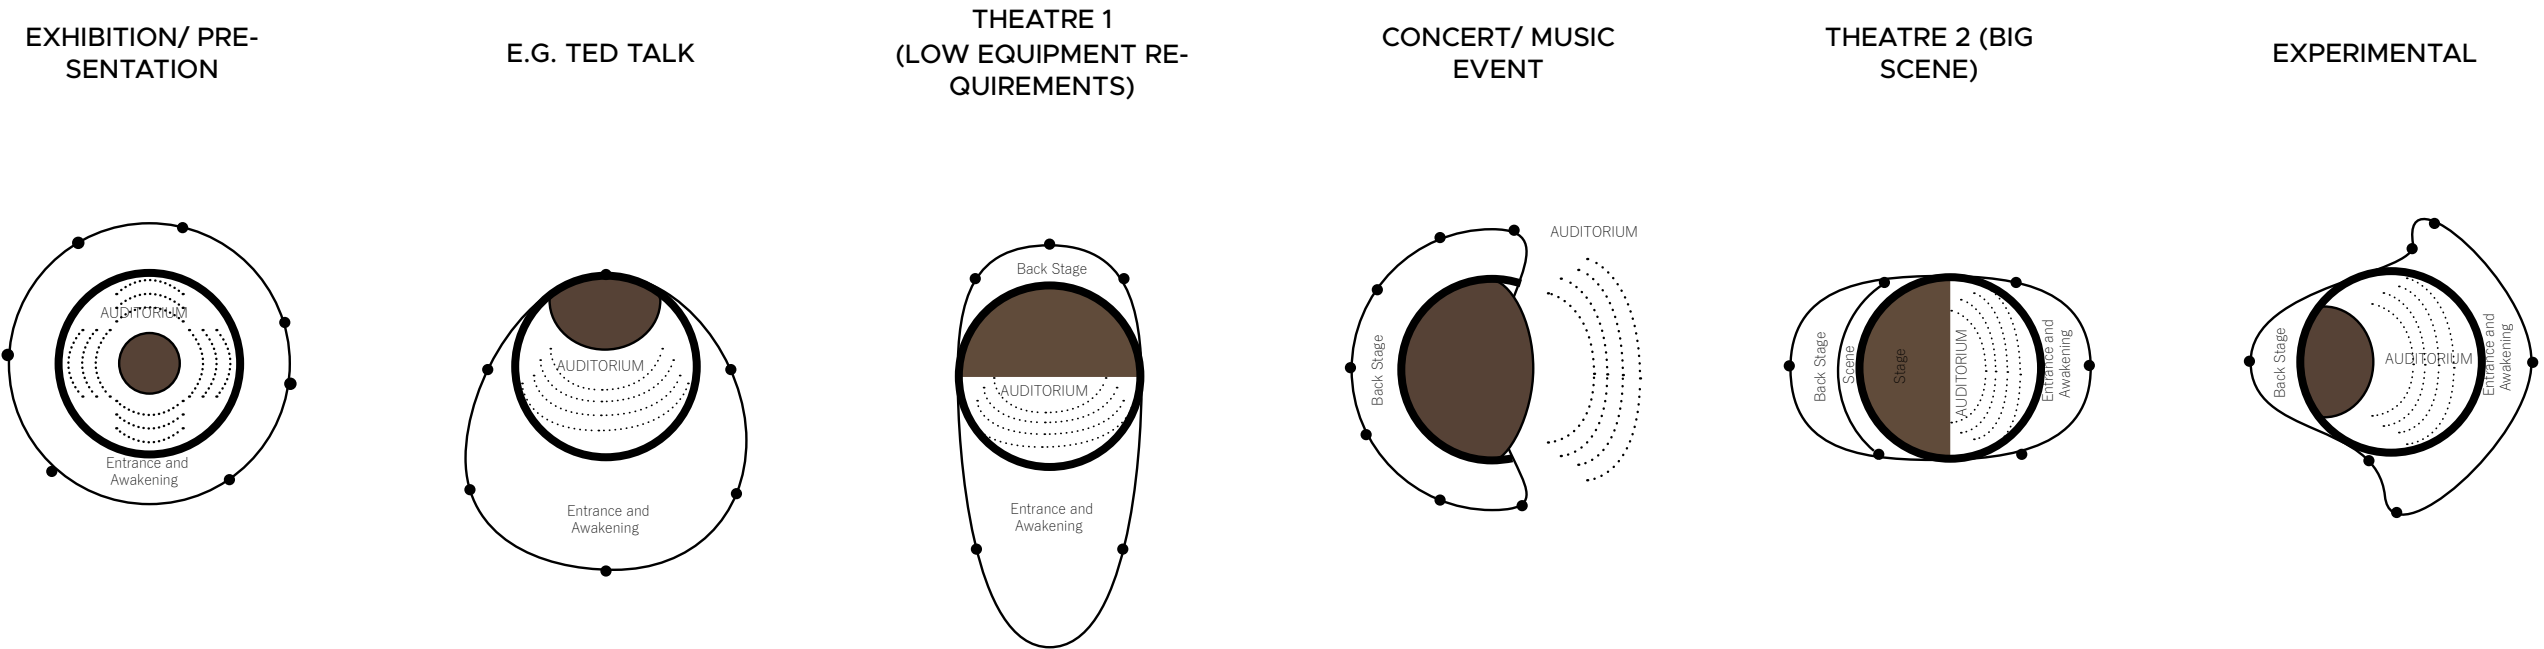 EXHIBITION/ PRE-
SENTATION
E.G. TED TALK
THEATRE 1
(LOW EQUIPMENT RE-
QUIREMENTS)
CONCERT/ MUSIC
EVENT
THEATRE 2 (BIG
SCENE)
EXPERIMENTAL
AUDITORIUM
Entrance and
Awakening
AUDITORIUM
Entrance and
Awakening
Back Stage
AUDITORIUM
Entrance and
Awakening
AUDITORIUM
Back Stage
Back Stage
Scene
Stage
AUDITORIUM
Entrance and
Awakening
Back Stage
AUDITORIUM
Entrance and
Awakening